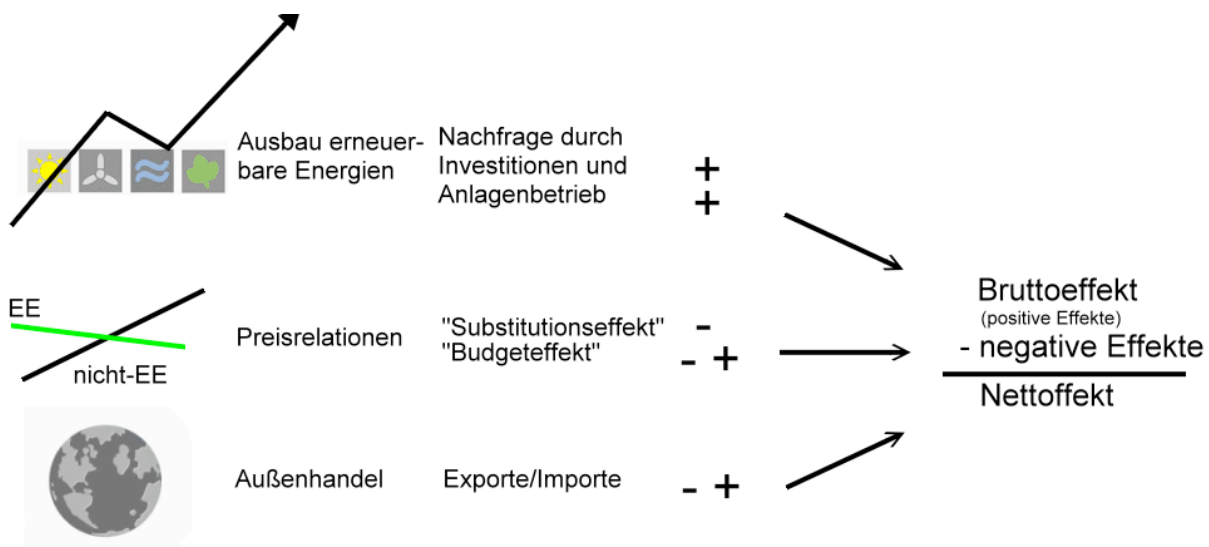 Ausbau erneuer-
bare Energien
Nachfrage durch
Investitionen und
Anlagenbetrieb
+
+
EE
nicht-EE
Preisrelationen
"Substitutionseffekt"
"Budgeteffekt"
-
- +
Außenhandel
Exporte/Importe
- +
Bruttoeffekt
(positive Effekte)
- negative Effekte
Nettoffekt